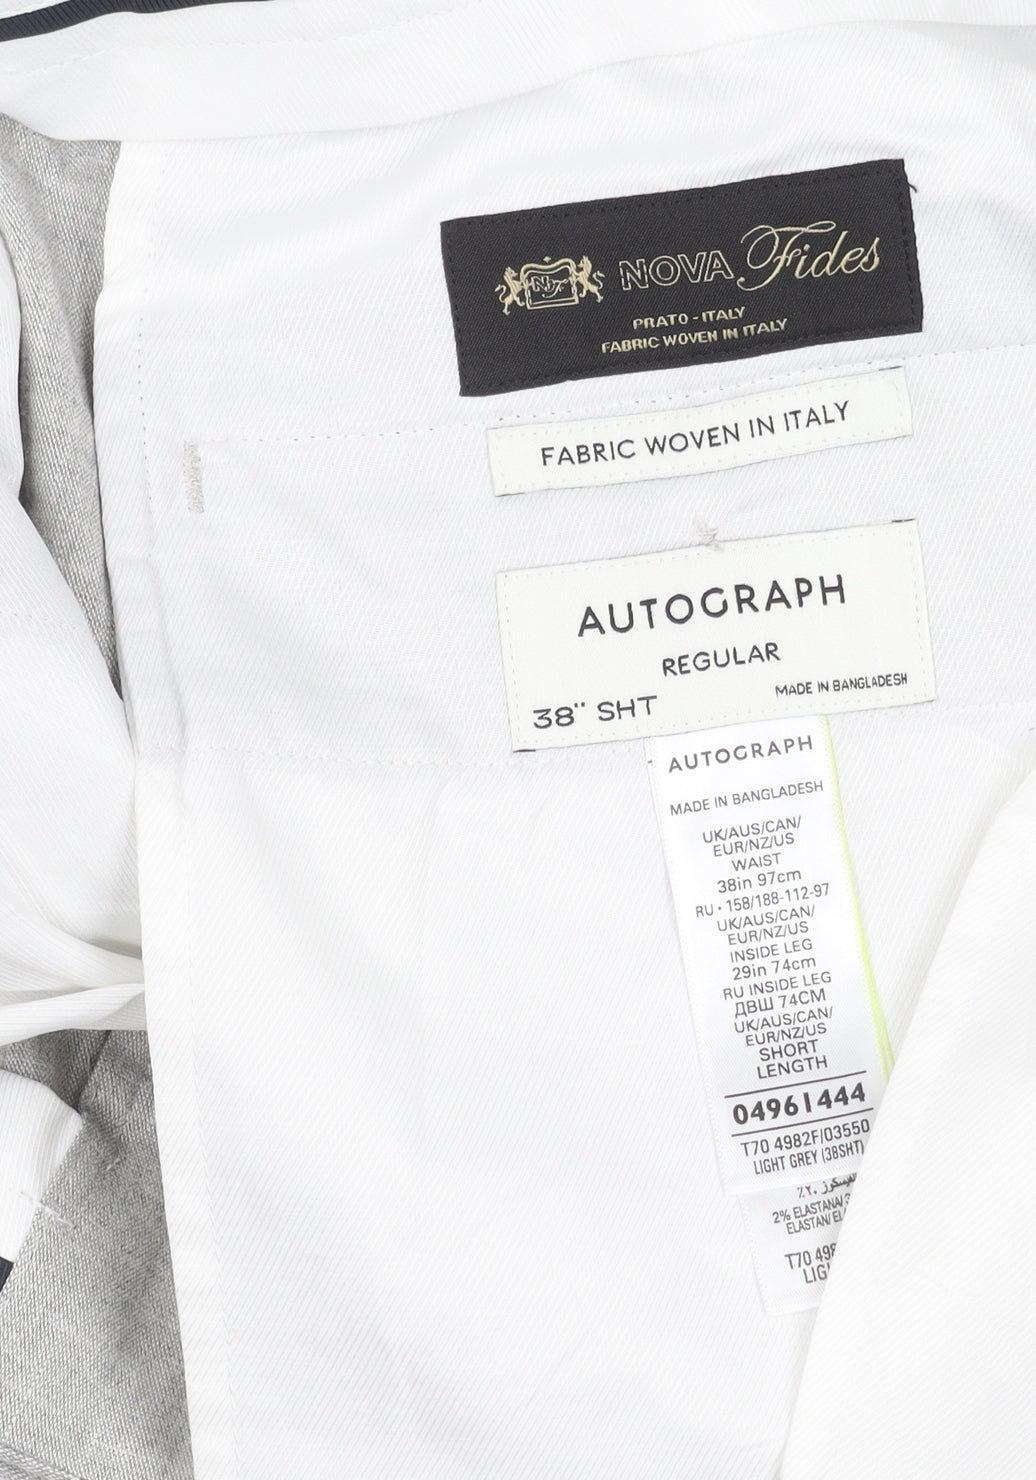 NF NOVA Fides
PRATO - ITALY
FABRIC WOVEN IN ITALY
FABRIC WOVEN IN ITALY
AUTOGRAPH
REGULAR
38" SHT
MADE IN BANGLADESH
AUTOGRAPH
MADE IN BANGLADESH
UK/AUS/CAN/
EUR/NZ/US
WAIST
38in 97cm
RU • 158/188-112-97
UK/AUS/CAN/
EUR/NZ/US
INSIDE LEG
29in 74cm
RU INSIDE LEG
ДВШ 74CM
UK/AUS/CAN/
EUR/NZ/US
SHORT
LENGTH
04961444
T70 4982F/03550
LIGHT GREY (38SHT)
2% ELASTANA/
ELASTAN/
T70